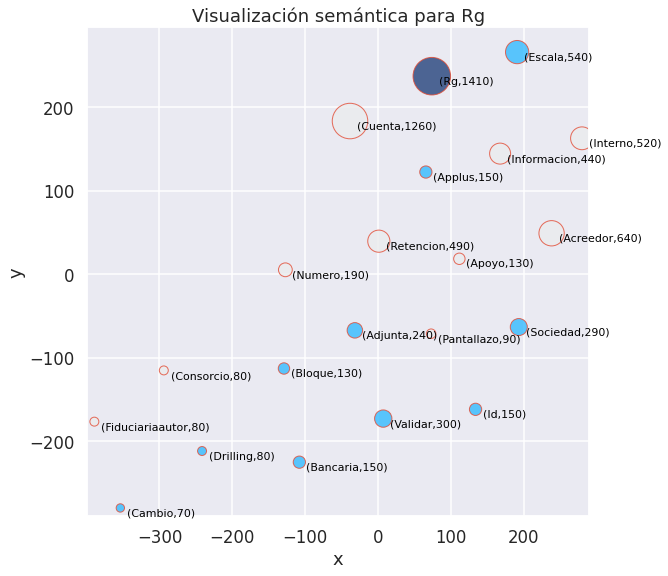 Visualización semántica para Rg
(Escala,540)
(Rg,1410)
(Cuenta,1260)
(Interno,520)
(Informacion,440)
(Applus,150)
(Acreedor,640)
(Retencion,490)
(Apoyo,130)
(Numero,190)
(Adjunta,240)
(Pantallazo,90)
(Sociedad,290)
(Consorcio,80)
(Bloque,130)
(Id,150)
(Fiduciariaautor,80)
(Validar,300)
(Drilling,80)
(Bancaria,150)
(Cambio,70)
200
100
0
−100
−200
y
−300 −200 −100 0 100 200
x